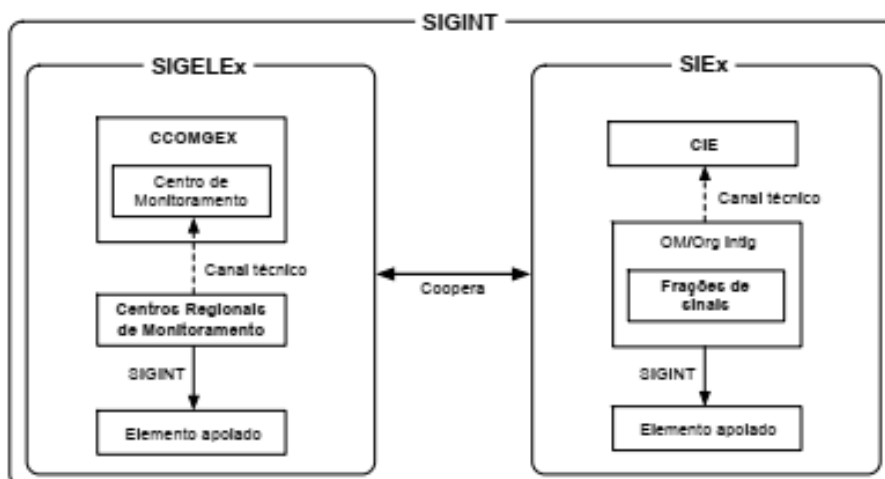 SIGINT
SIGELEx
CCOMGEX
Centro de
Monitoramento
Canal técnico
Centros Regionais
de Monitoramento
SIGINT
Elemento apoiado
Coopera
SIEx
CIE
Canal técnico
OM/Org Intlg
Frações de
sinais
SIGINT
Elemento apoiado